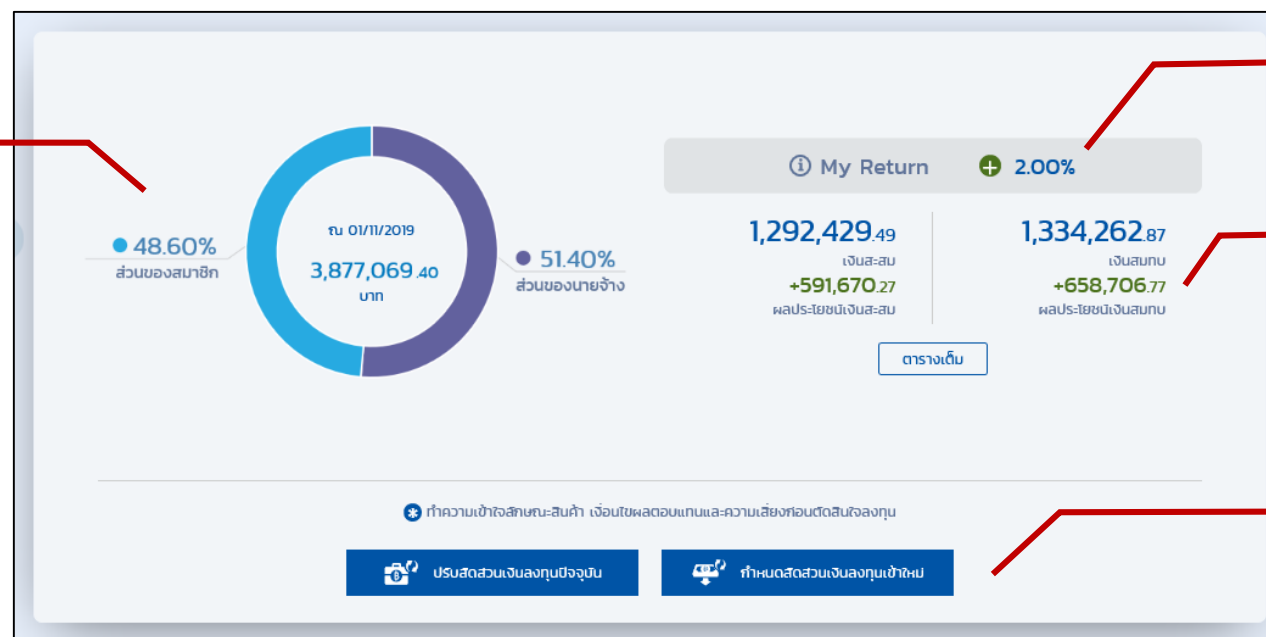 ณ 01/11/2019
3,877,069.40
บาท
48.60%
ส่วนของสมาชิก
51.40%
ส่วนของนายจ้าง
My Return 2.00%
1,292,429.49
เงินสะสม
+591,670.27
ผลประโยชน์เงินสะสม
1,334,262.87
เงินสมทบ
+658,706.77
ผลประโยชน์เงินสมทบ
ตารางเต็ม
ทำความเข้าใจลักษณะสินค้า เงื่อนไขผลตอบแทนและความเสี่ยงก่อนตัดสินใจลงทุน
ปรับสัดส่วนเงินลงทุนปัจจุบัน
กำหนดสัดส่วนเงินลงทุนเข้าใหม่